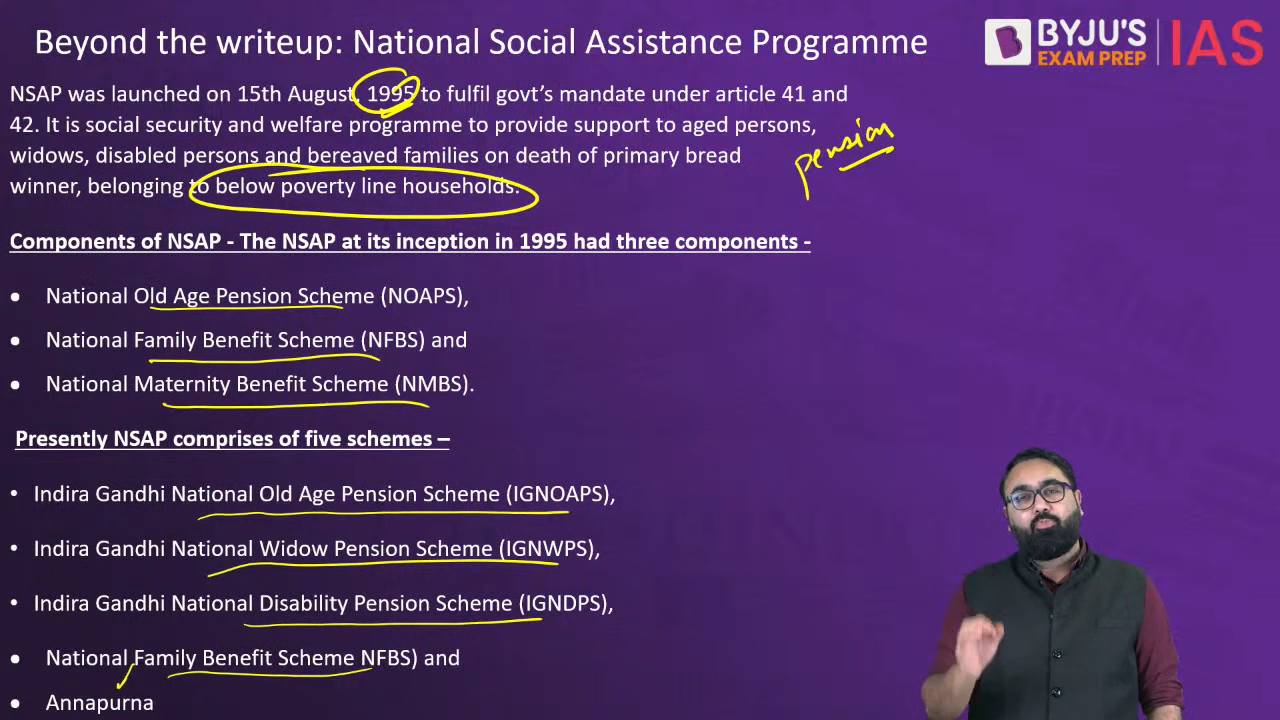 Beyond the writeup: National Social Assistance Programme
BYJU'S
EXAM PREP
IAS
NSAP was launched on 15th August, 1995 to fulfil govt's mandate under article 41 and
42. It is social security and welfare programme to provide support to aged persons,
widows, disabled persons and bereaved families on death of primary bread
winner, belonging to below poverty line households.
pension
Components of NSAP - The NSAP at its inception in 1995 had three components -
● National Old Age Pension Scheme (NOAPS),
● National Family Benefit Scheme (NFBS) and
● National Maternity Benefit Scheme (NMBS).
Presently NSAP comprises of five schemes –
• Indira Gandhi National Old Age Pension Scheme (IGNOAPS),
• Indira Gandhi National Widow Pension Scheme (IGNWPS),
• Indira Gandhi National Disability Pension Scheme (IGNDPS),
● National Family Benefit Scheme NFBS) and
● Annapurna